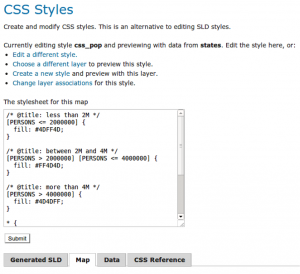 CSS Styles
Create and modify CSS styles. This is an alternative to editing SLD styles.
Currently editing style css_pop and previewing with data from states. Edit the style here, or:
• Edit a different style.
• Choose a different layer to preview this style.
• Create a new style and preview with this layer.
• Change layer associations for this style.
The stylesheet for this map
/* @title: less than 2M */
[PERSONS <= 2000000] {
fill: #4DFF4D;
}
/* @title: between 2M and 4M */
[PERSONS > 2000000] [PERSONS <= 4000000] {
fill: #FF4D4D;
}
/* @title: more than 4M */
[PERSONS > 4000000] {
fill: #4D4DFF;
}
* {
Submit
Generated SLD Map Data CSS Reference